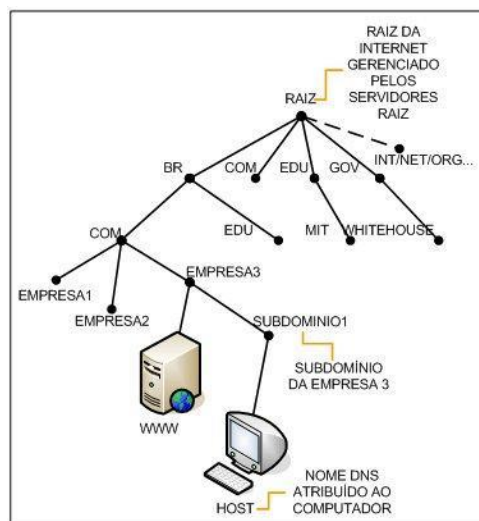 RAIZ DA
INTERNET
GERENCIADO
PELOS
SERVIDORES
RAIZ
RAIZ
INT/NET/ORG...
BR
COM
EDU
GOV
COM
EDU
MIT
WHITEHOUSE
EMPRESA1
EMPRESA2
EMPRESA3
SUBDOMINIO1
SUBDOMÍNIO
DA EMPRESA 3
WWW
HOST
NOME DNS
ATRIBUÍDO AO
COMPUTADOR